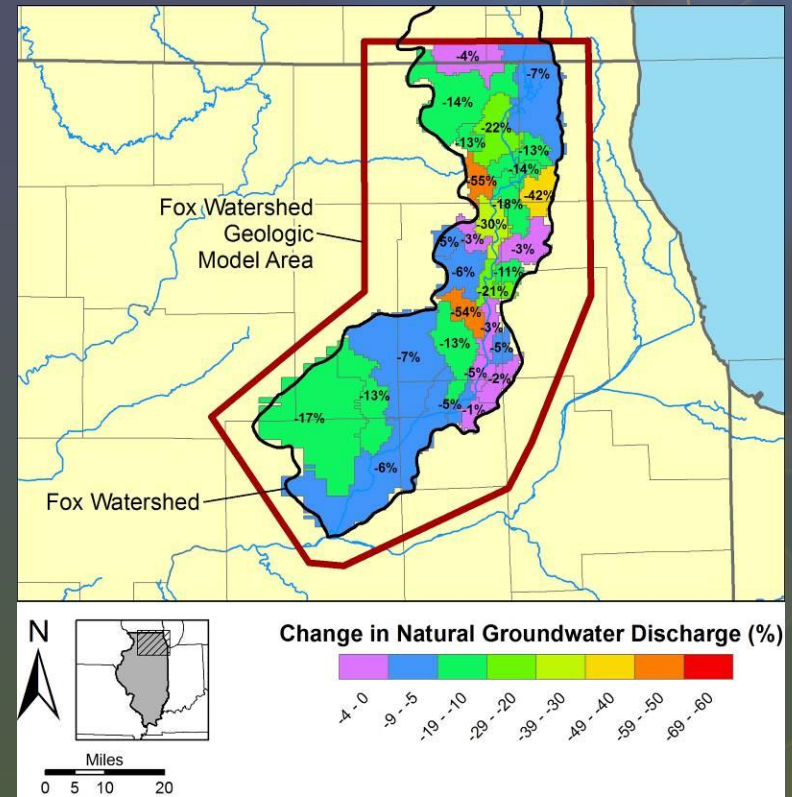 -4%
-7%
-14%
-22%
-13%
-13%
-14%
-55%
-42%
-18%
Fox Watershed
Geologic
Model Area
-30%
-3%
-5%
-3%
-6%
-11%
-21%
-54%
-3%
-13%
-5%
-7%
-5%
-2%
-13%
-5%
-1%
-17%
-6%
Fox Watershed
N
Change in Natural Groundwater Discharge (%)
-4 - 0
-9 - -5
-19 - -10
-29 - -20
-39 - -30
-49 - -40
-59 - -50
-69 - -60
Miles
0 5 10 20